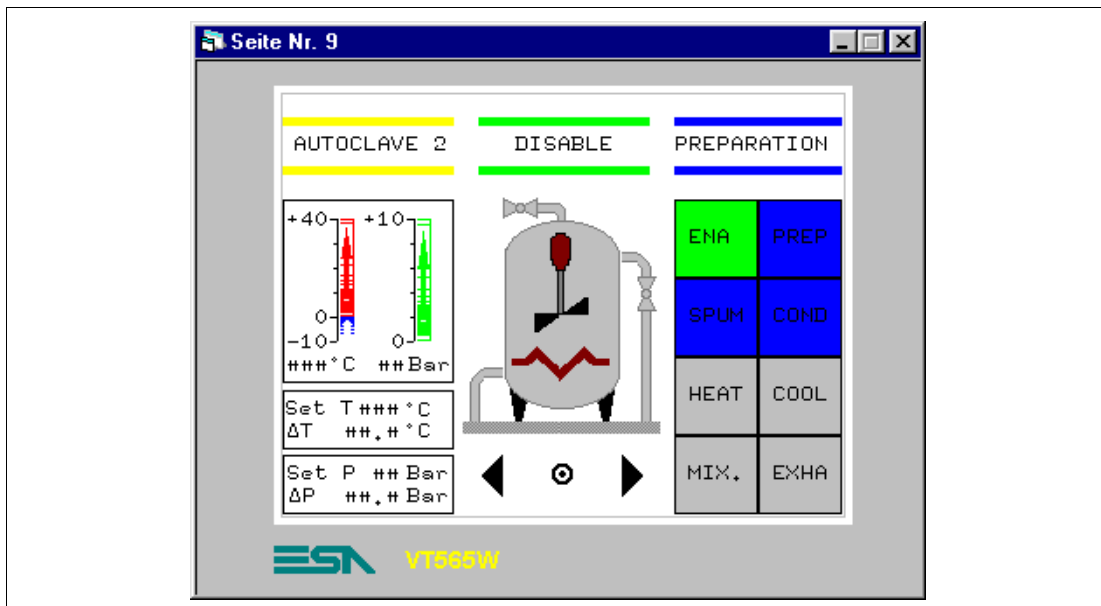 Seite Nr. 9
AUTOCLAVE 2
DISABLE
PREPARATION
+40 +10
0
-10 0
###°C ##Bar
Set T###°C
ΔT ##.#°C
Set P ##Bar
ΔP ##.#Bar
ENA PREP
SPUM COND
HEAT COOL
MIX. EXHA
ESA VT565W